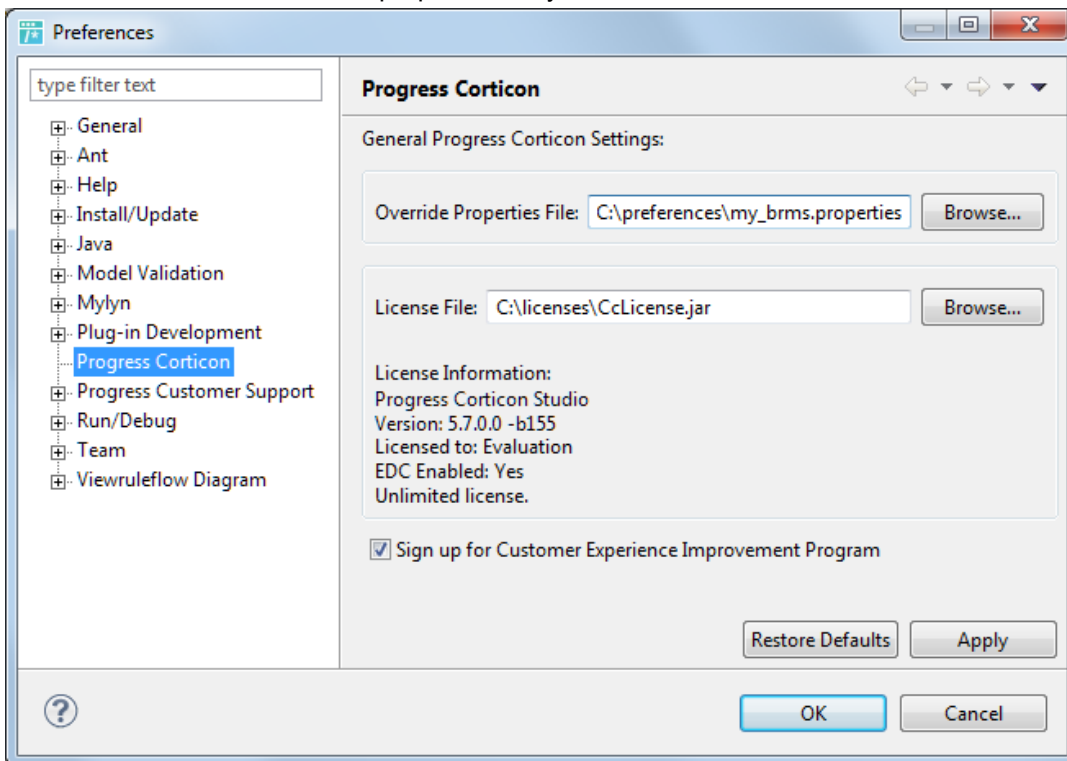 Preferences
type filter text
General
Ant
Help
Install/Update
Java
Model Validation
Mylyn
Plug-in Development
Progress Corticon
Progress Customer Support
Run/Debug
Team
Viewruleflow Diagram
Progress Corticon
General Progress Corticon Settings:
Override Properties File: C:\preferences\my_brms.properties Browse...
License File: C:\licenses\CcLicense.jar Browse...
License Information:
Progress Corticon Studio
Version: 5.7.0.0 -b155
Licensed to: Evaluation
EDC Enabled: Yes
Unlimited license.
Sign up for Customer Experience Improvement Program
Restore Defaults Apply
OK Cancel